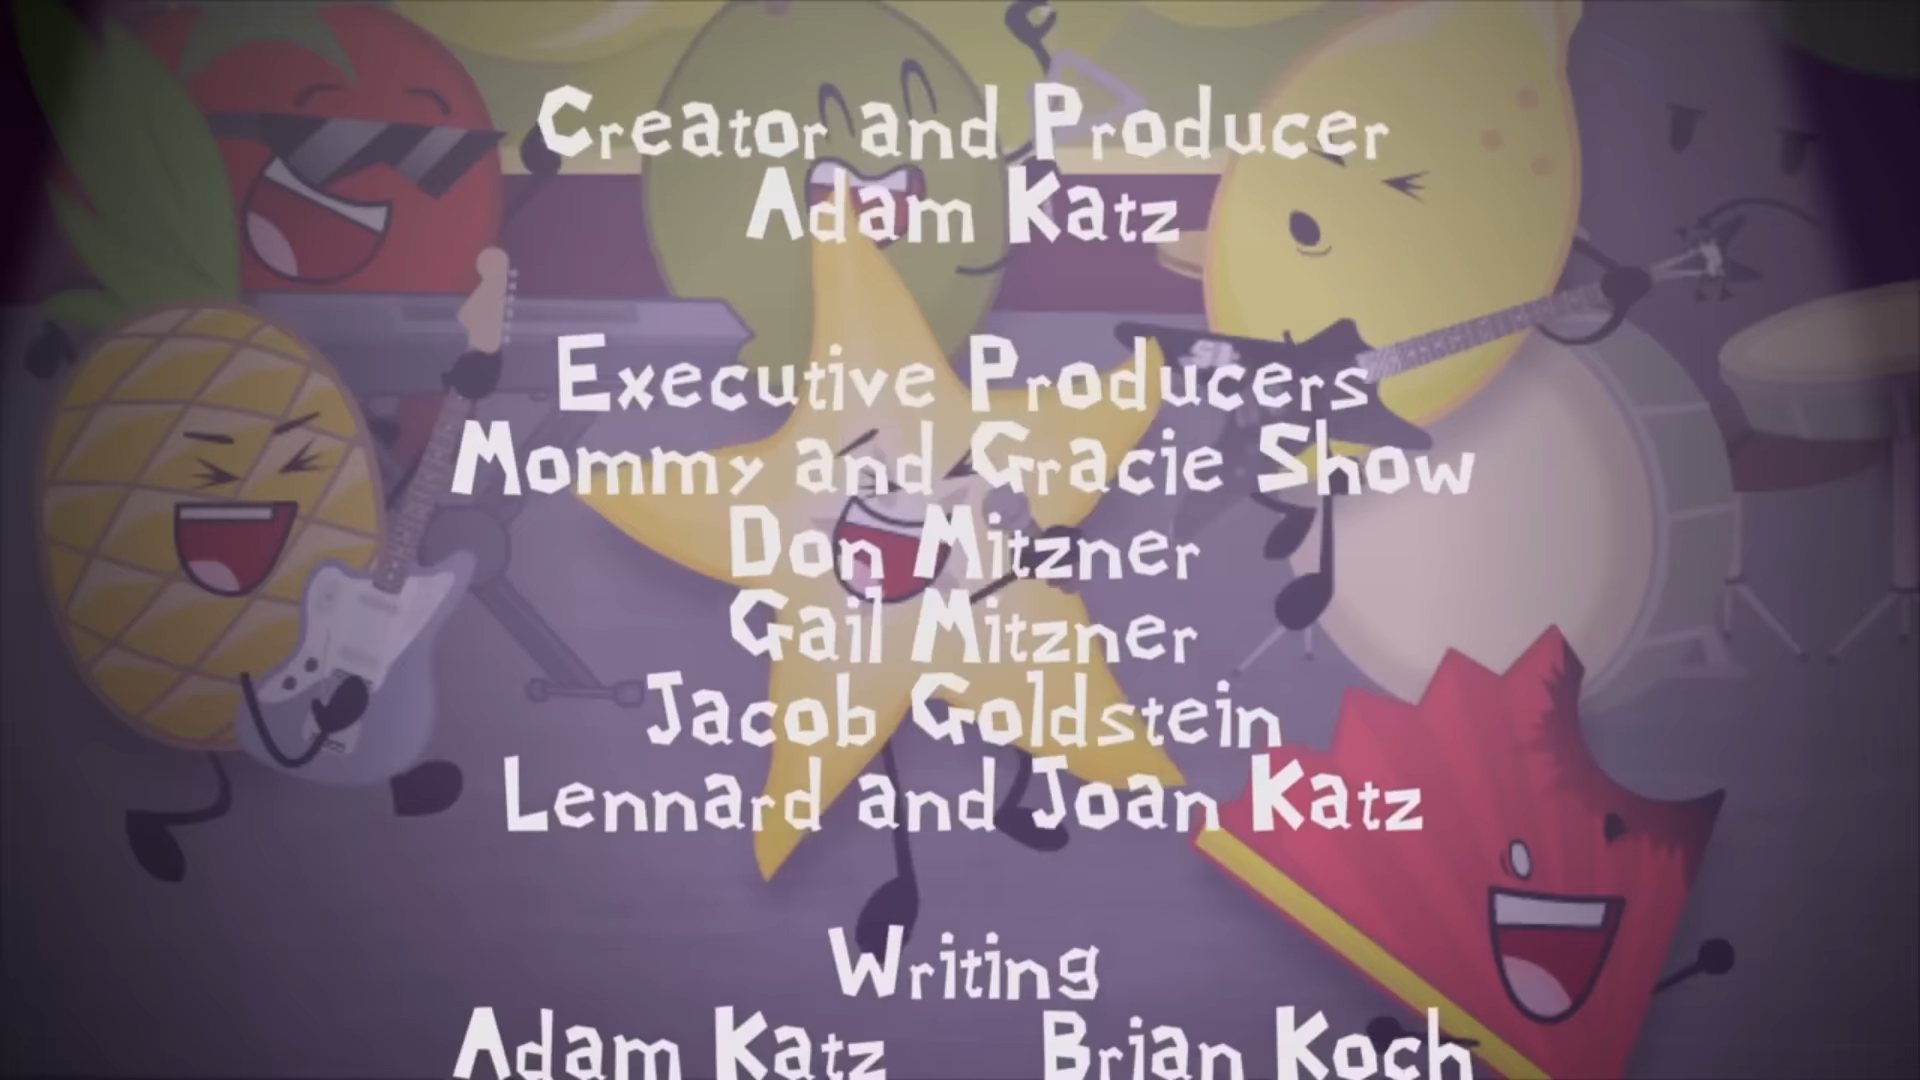 Creator and Producer
Adam Katz
Executive Producers
Mommy and Gracie Show
Don Mitzner
Gail Mitzner
Jacob Goldstein
Lennard and Joan Katz
Writing
Adam Katz Brian Koch